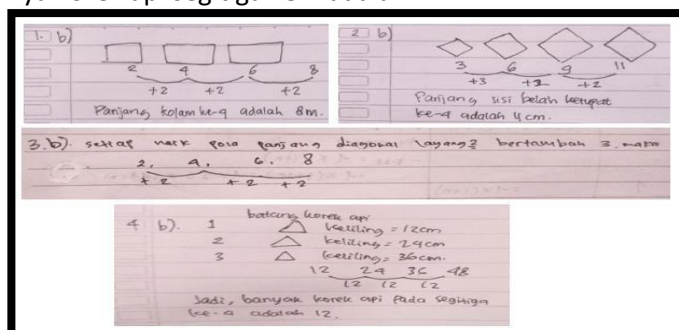 1. b)
2 4 6 8
+2 +2 +2
Panjang kolam ke-4 adalah 8m.
2 b)
3 6 9 11
+3 +2 +2
Panjang sisi belah ketupat
ke-4 adalah 4 cm.
3. b). setiap naik pola panjang diagonal layang2 bertambah 3, maka
2, 4, 6, 8
+2 +2 +2
4 b). batang korek api
1 keliling = 12cm
2 keliling = 24cm
3 keliling = 36cm.
12 24 36 48
12 12 12
Jadi, banyak korek api pada segitiga
ke-4 adalah 12.